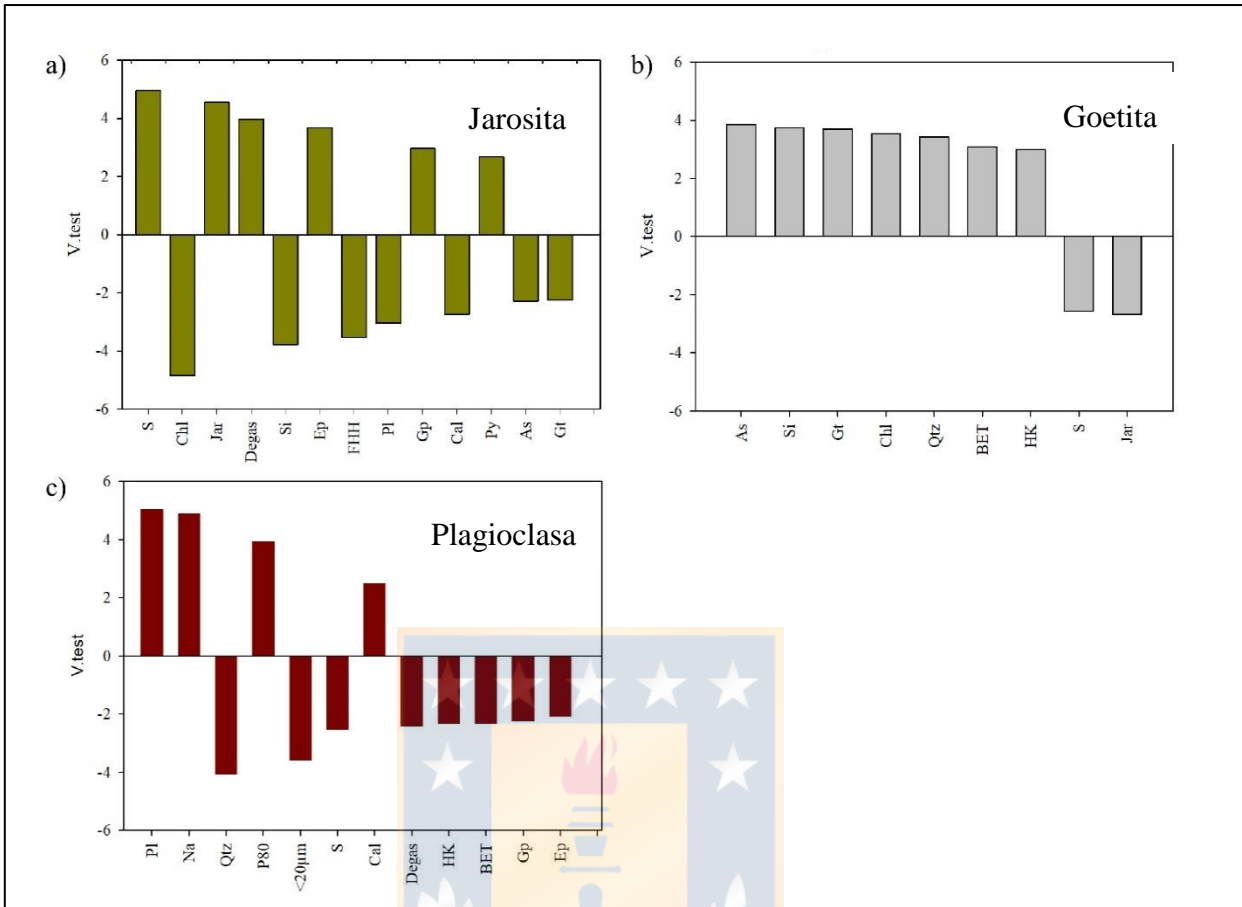 a)
Jarosita
V.test
6
4
2
0
-2
-4
-6
S Chl Jar Degas Si Ep FHH Pl Gp Cal Py As Gt
b)
Goetita
V.test
6
4
2
0
-2
-4
-6
As Si Gt Chl Qtz BET HK S Jar
c)
Plagioclasa
V.test
6
4
2
0
-2
-4
-6
Pl Na Qtz P80 <20µm S Cal Degas HK BET Gp Ep